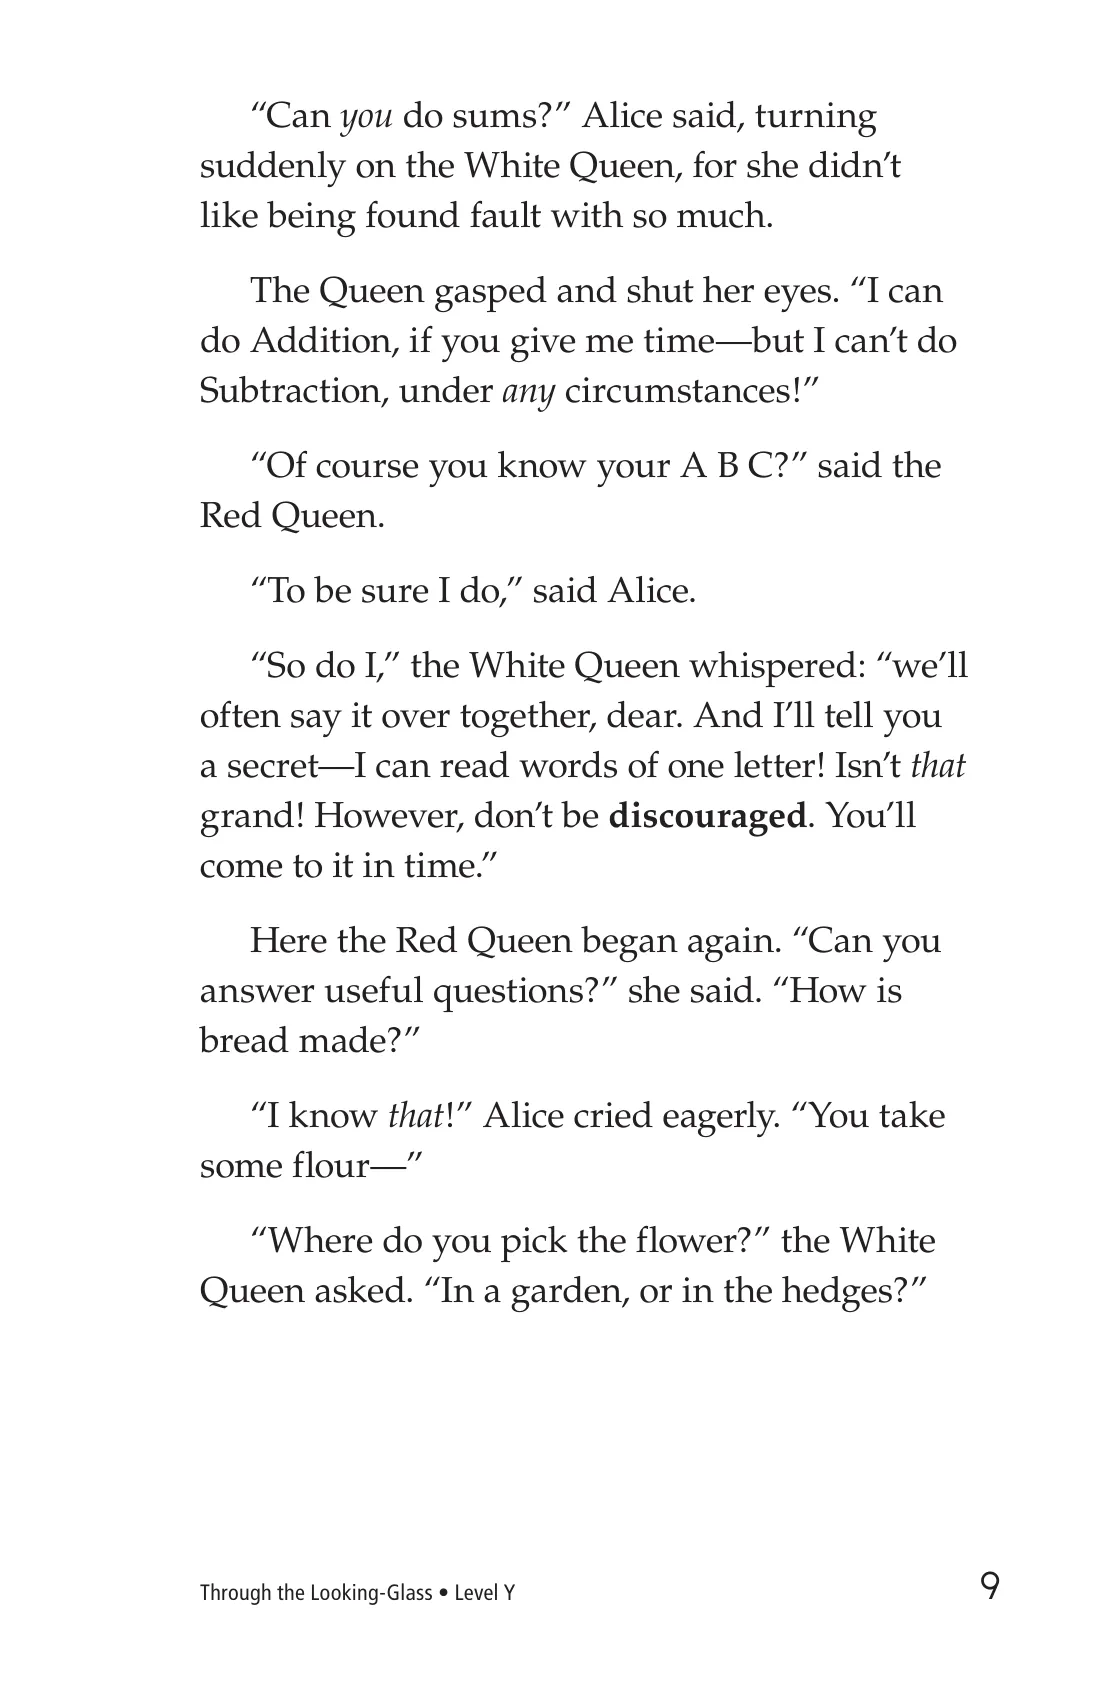 “Can you do sums?” Alice said, turning
suddenly on the White Queen, for she didn’t
like being found fault with so much.
The Queen gasped and shut her eyes. “I can
do Addition, if you give me time—but I can’t do
Subtraction, under any circumstances!”
“Of course you know your A B C?” said the
Red Queen.
“To be sure I do,” said Alice.
“So do I,” the White Queen whispered: “we’ll
often say it over together, dear. And I’ll tell you
a secret—I can read words of one letter! Isn’t that
grand! However, don’t be discouraged. You’ll
come to it in time.”
Here the Red Queen began again. “Can you
answer useful questions?” she said. “How is
bread made?”
“I know that!” Alice cried eagerly. “You take
some flour—”
“Where do you pick the flower?” the White
Queen asked. “In a garden, or in the hedges?”
Through the Looking-Glass • Level Y
9